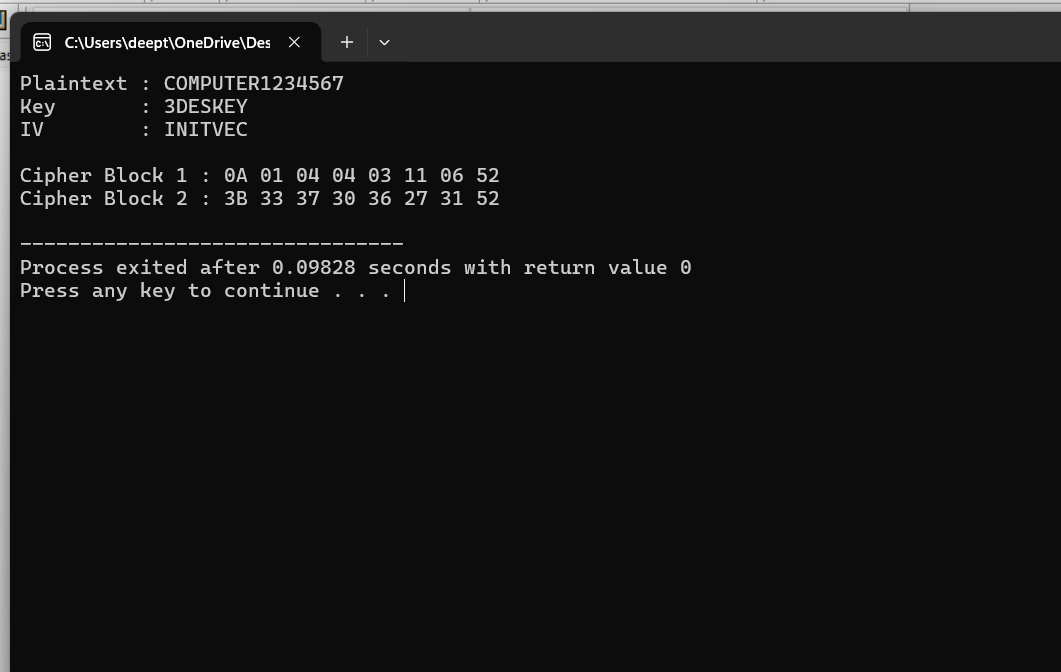 C:\Users\deept\OneDrive\Des
Plaintext : COMPUTER1234567
Key       : 3DESKEY
IV        : INITVEC
Cipher Block 1 : 0A 01 04 04 03 11 06 52
Cipher Block 2 : 3B 33 37 30 36 27 31 52
--------------------------------
Process exited after 0.09828 seconds with return value 0
Press any key to continue . . .